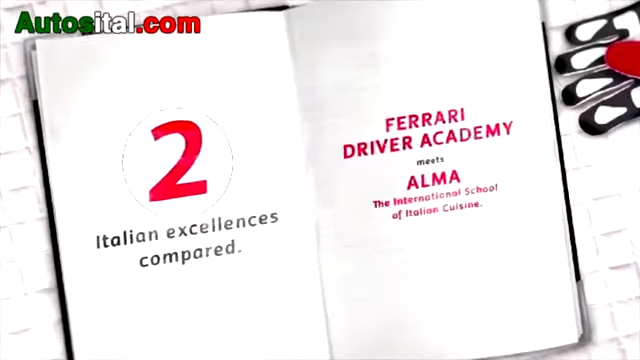 Autosital.com
2
Italian excellences
compared.
FERRARI
DRIVER ACADEMY
meets
ALMA
The International School
of Italian Cuisine.